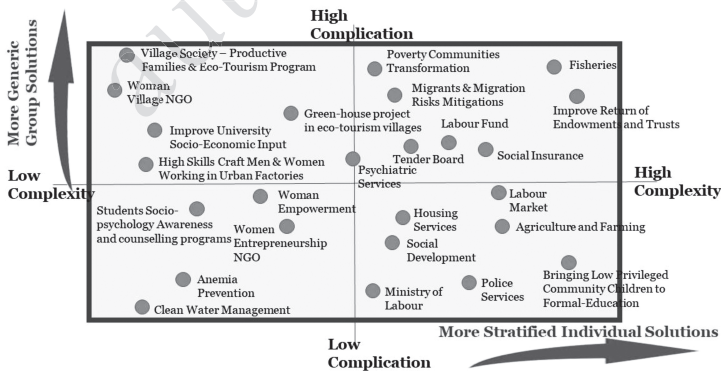 High
Complication
More Generic
Group Solutions
Village Society – Productive
Families & Eco-Tourism Program
Poverty Communities
Transformation
Fisheries
Woman
Village NGO
Migrants & Migration
Risks Mitigations
Improve Return of
Endowments and Trusts
Green-house project
in eco-tourism villages
Labour Fund
Improve University
Socio-Economic Input
Tender Board
Social Insurance
High Skills Craft Men & Women
Working in Urban Factories
Psychiatric
Services
Low
Complexity
High
Complexity
Woman
Empowerment
Labour
Market
Students Socio-
psychology Awareness
and counselling programs
Housing
Services
Agriculture and Farming
Women
Entrepreneurship
NGO
Social
Development
Anemia
Prevention
Bringing Low Privileged
Community Children to
Formal-Education
Ministry of
Labour
Police
Services
Clean Water Management
More Stratified Individual Solutions
Low
Complication